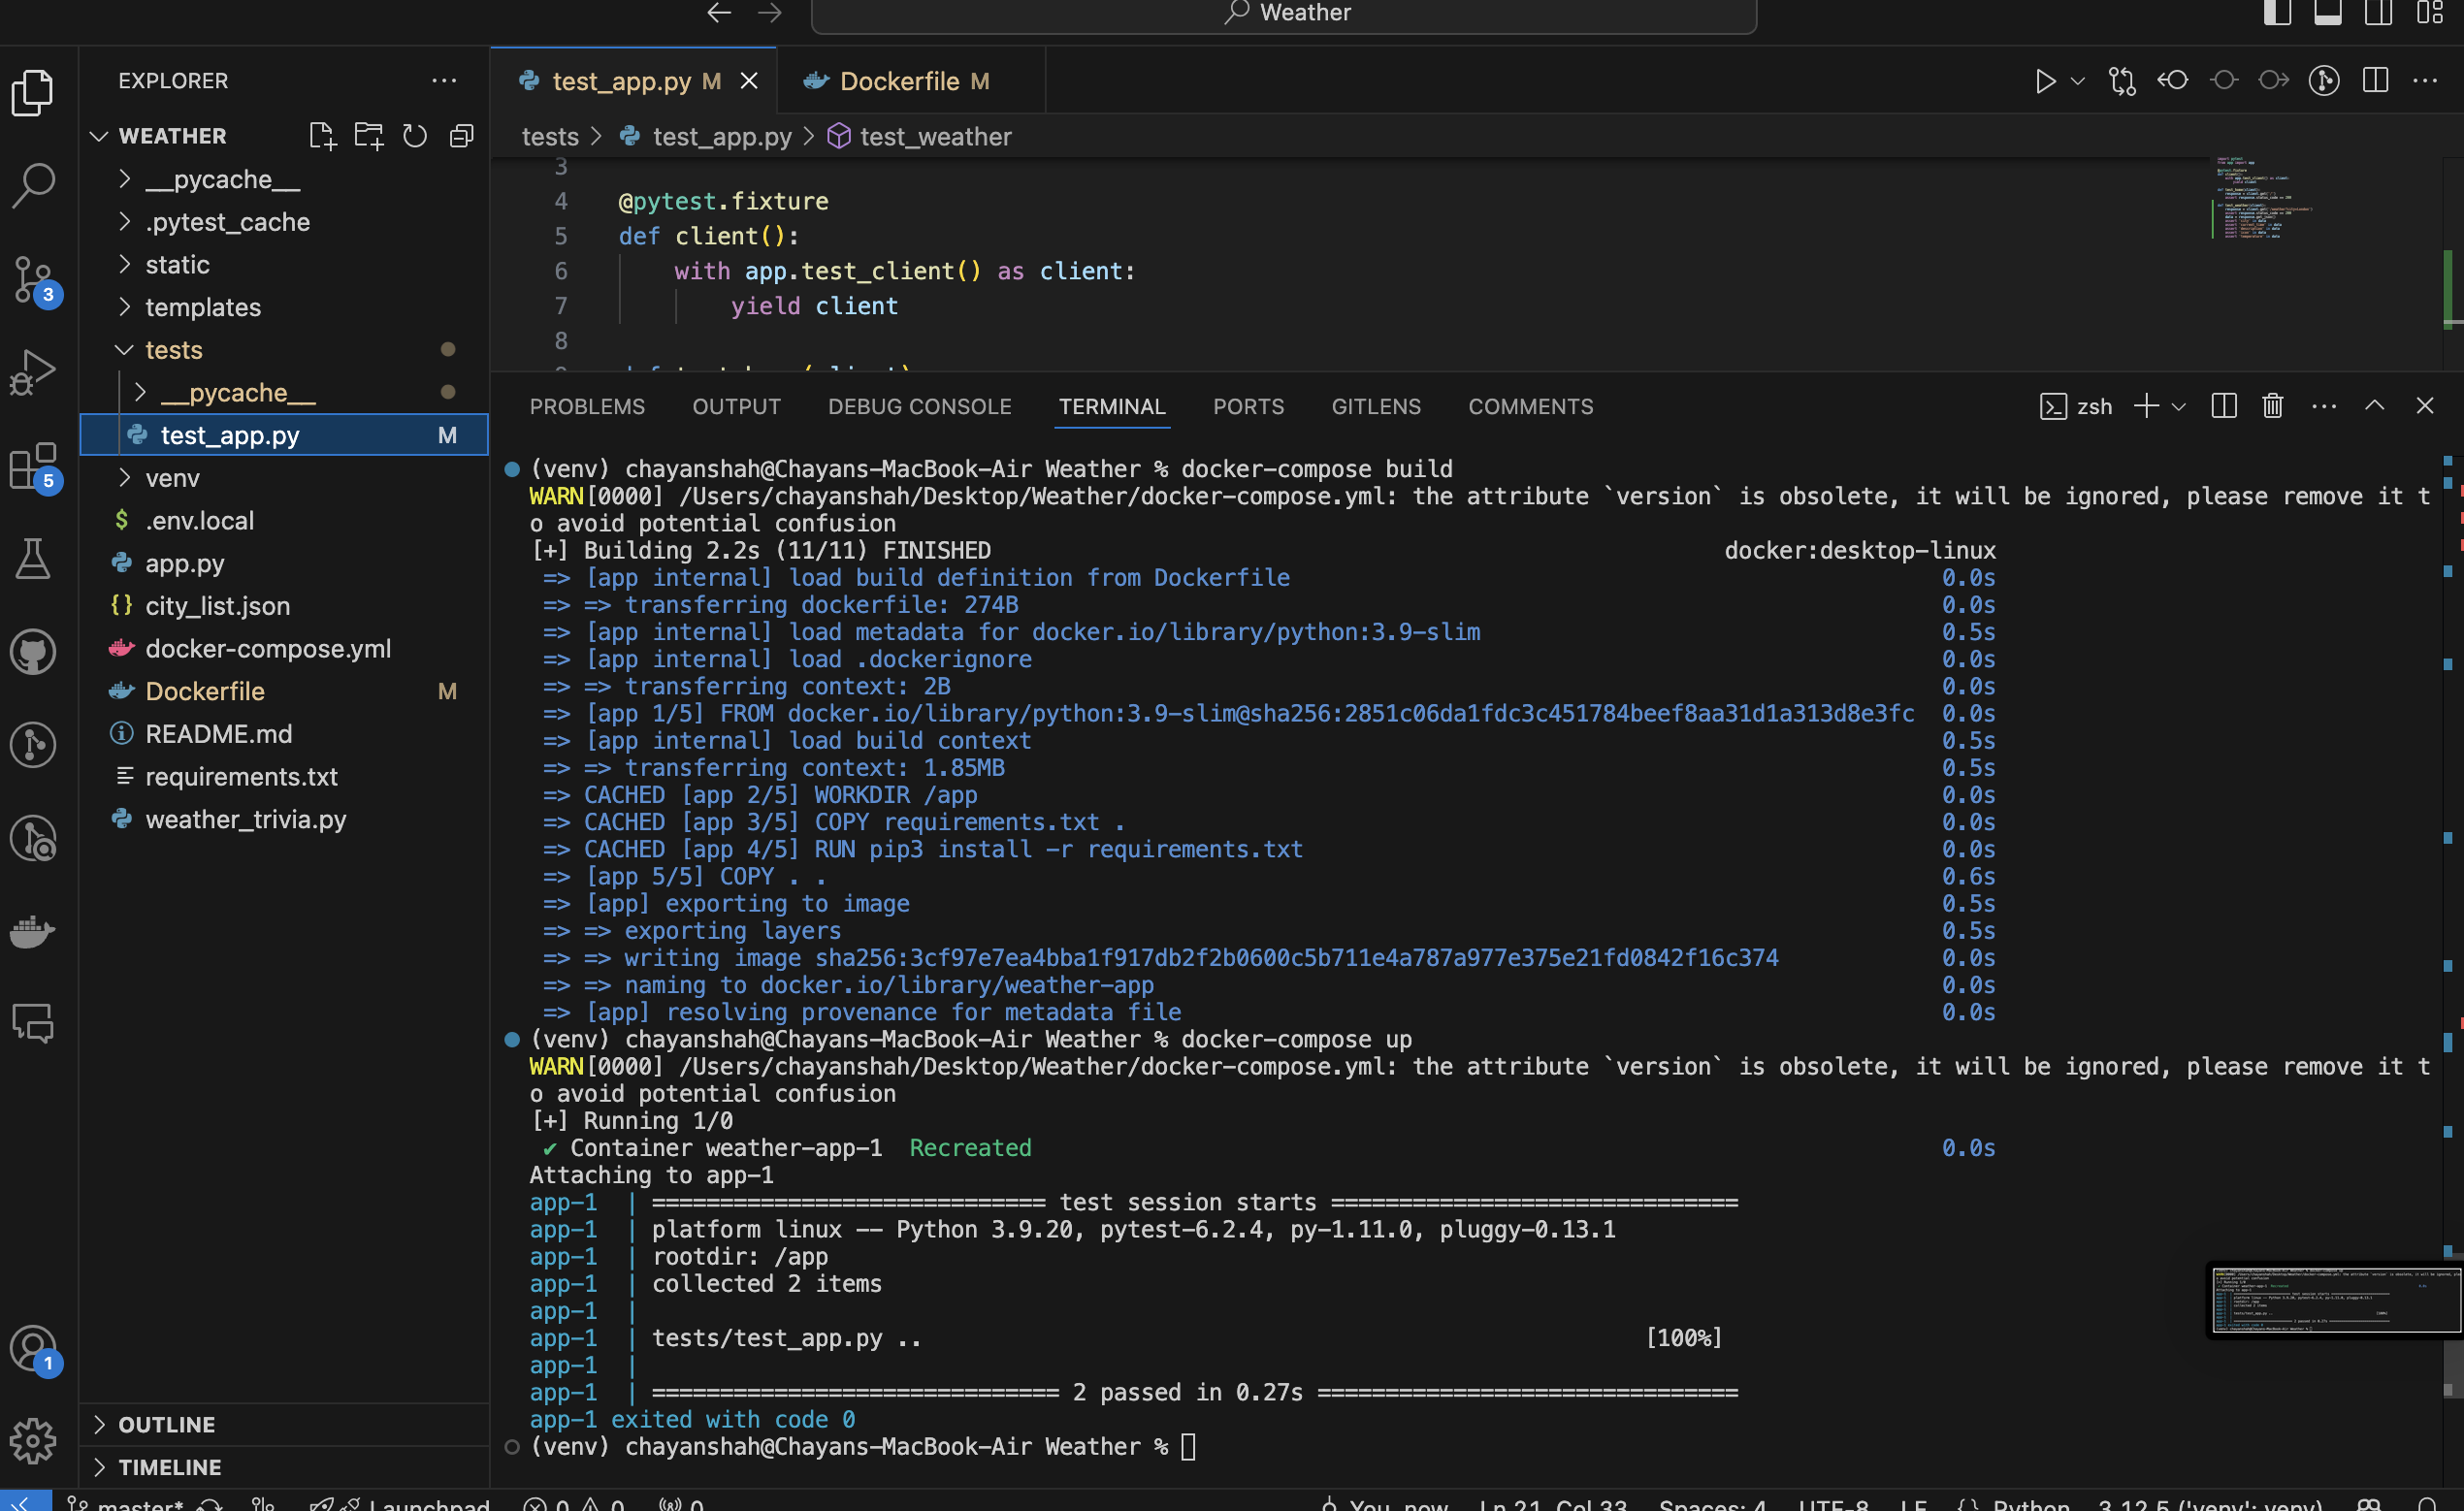 Weather
EXPLORER
WEATHER
__pycache__
.pytest_cache
static
templates
tests
__pycache__
test_app.py M
venv
.env.local
app.py
city_list.json
docker-compose.yml
Dockerfile M
README.md
requirements.txt
weather_trivia.py
OUTLINE
TIMELINE
3
5
1
test_app.py M
Dockerfile M
tests > test_app.py > test_weather
3
4 @pytest.fixture
5 def client():
6 with app.test_client() as client:
7 yield client
8
PROBLEMS OUTPUT DEBUG CONSOLE TERMINAL PORTS GITLENS COMMENTS
zsh
(venv) chayanshah@Chayans-MacBook-Air Weather % docker-compose build
WARN[0000] /Users/chayanshah/Desktop/Weather/docker-compose.yml: the attribute `version` is obsolete, it will be ignored, please remove it t
o avoid potential confusion
[+] Building 2.2s (11/11) FINISHED docker:desktop-linux
=> [app internal] load build definition from Dockerfile 0.0s
=> => transferring dockerfile: 274B 0.0s
=> [app internal] load metadata for docker.io/library/python:3.9-slim 0.5s
=> [app internal] load .dockerignore 0.0s
=> => transferring context: 2B 0.0s
=> [app 1/5] FROM docker.io/library/python:3.9-slim@sha256:2851c06da1fdc3c451784beef8aa31d1a313d8e3fc 0.0s
=> [app internal] load build context 0.5s
=> => transferring context: 1.85MB 0.5s
=> CACHED [app 2/5] WORKDIR /app 0.0s
=> CACHED [app 3/5] COPY requirements.txt . 0.0s
=> CACHED [app 4/5] RUN pip3 install -r requirements.txt 0.0s
=> [app 5/5] COPY . . 0.6s
=> [app] exporting to image 0.5s
=> => exporting layers 0.5s
=> => writing image sha256:3cf97e7ea4bba1f917db2f2b0600c5b711e4a787a977e375e21fd0842f16c374 0.0s
=> => naming to docker.io/library/weather-app 0.0s
=> [app] resolving provenance for metadata file 0.0s
(venv) chayanshah@Chayans-MacBook-Air Weather % docker-compose up
WARN[0000] /Users/chayanshah/Desktop/Weather/docker-compose.yml: the attribute `version` is obsolete, it will be ignored, please remove it t
o avoid potential confusion
[+] Running 1/0
✔ Container weather-app-1 Recreated 0.0s
Attaching to app-1
app-1 | ============================= test session starts ==============================
app-1 | platform linux -- Python 3.9.20, pytest-6.2.4, py-1.11.0, pluggy-0.13.1
app-1 | rootdir: /app
app-1 | collected 2 items
app-1 |
app-1 | tests/test_app.py .. [100%]
app-1 |
app-1 | ============================== 2 passed in 0.27s ===============================
app-1 exited with code 0
(venv) chayanshah@Chayans-MacBook-Air Weather %
master* Launchpad 0 0 0 You, now Ln 21, Col 33 Spaces: 4 UTF-8 LF {} Python 3.12.5 ('venv': venv)